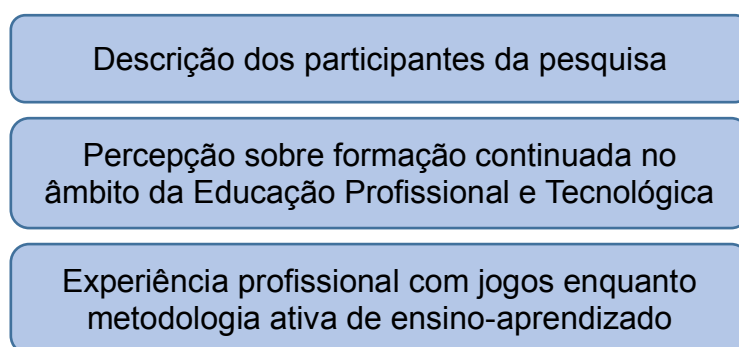 Descrição dos participantes da pesquisa
Percepção sobre formação continuada no
âmbito da Educação Profissional e Tecnológica
Experiência profissional com jogos enquanto
metodologia ativa de ensino-aprendizado